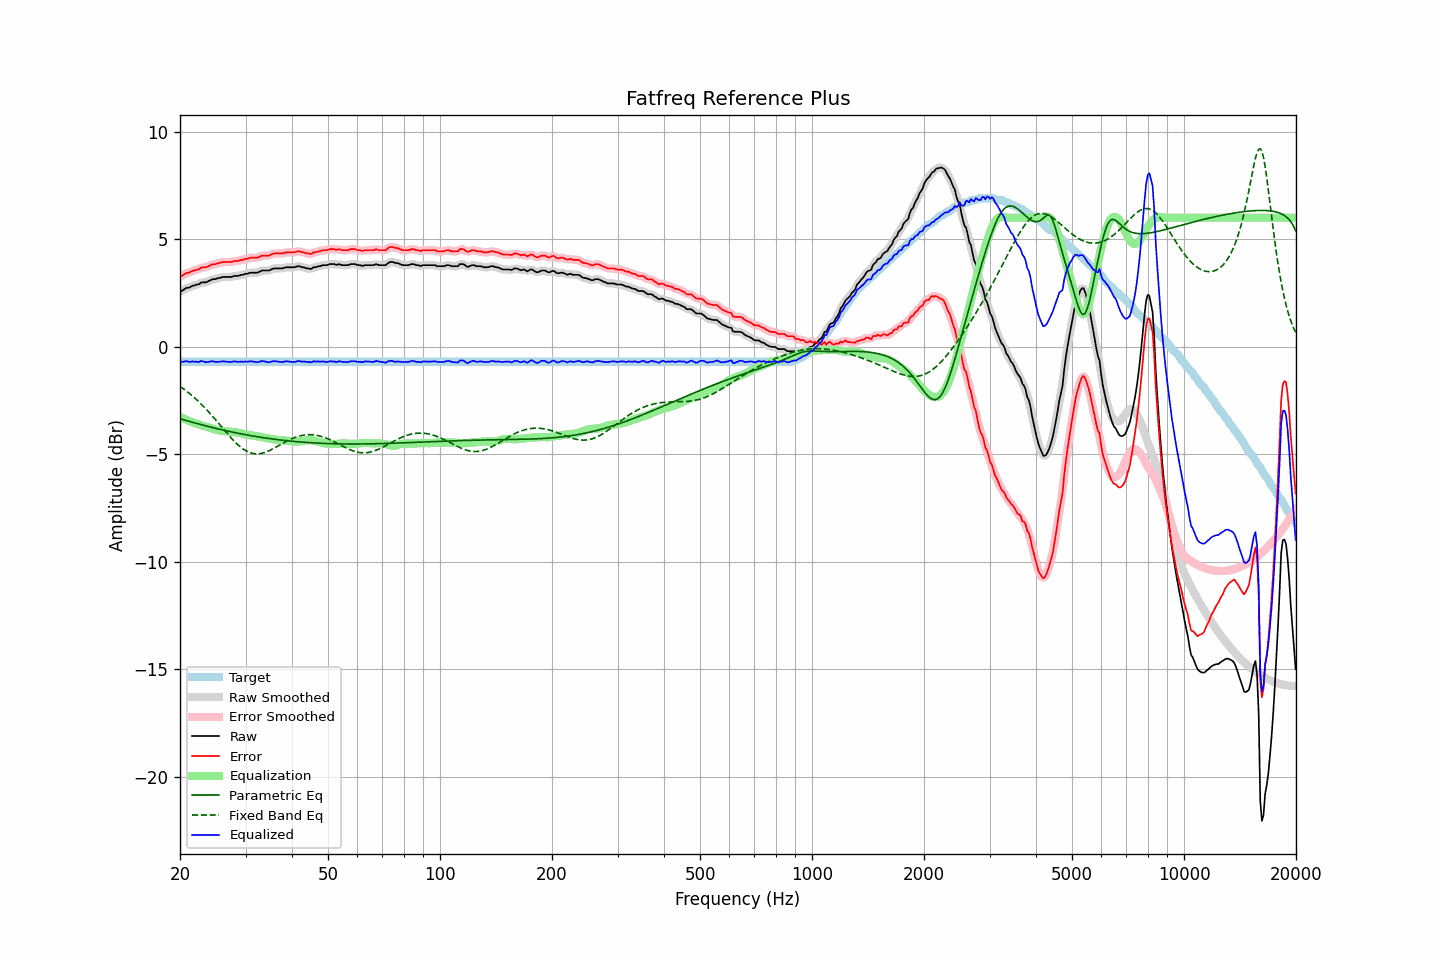 Fatfreq Reference Plus
10
5
0
−5
−10
−15
−20
Amplitude (dBr)
Target
Raw Smoothed
Error Smoothed
Raw
Error
Equalization
Parametric Eq
Fixed Band Eq
Equalized
20 50 100 200 500 1000 2000 5000 10000 20000
Frequency (Hz)